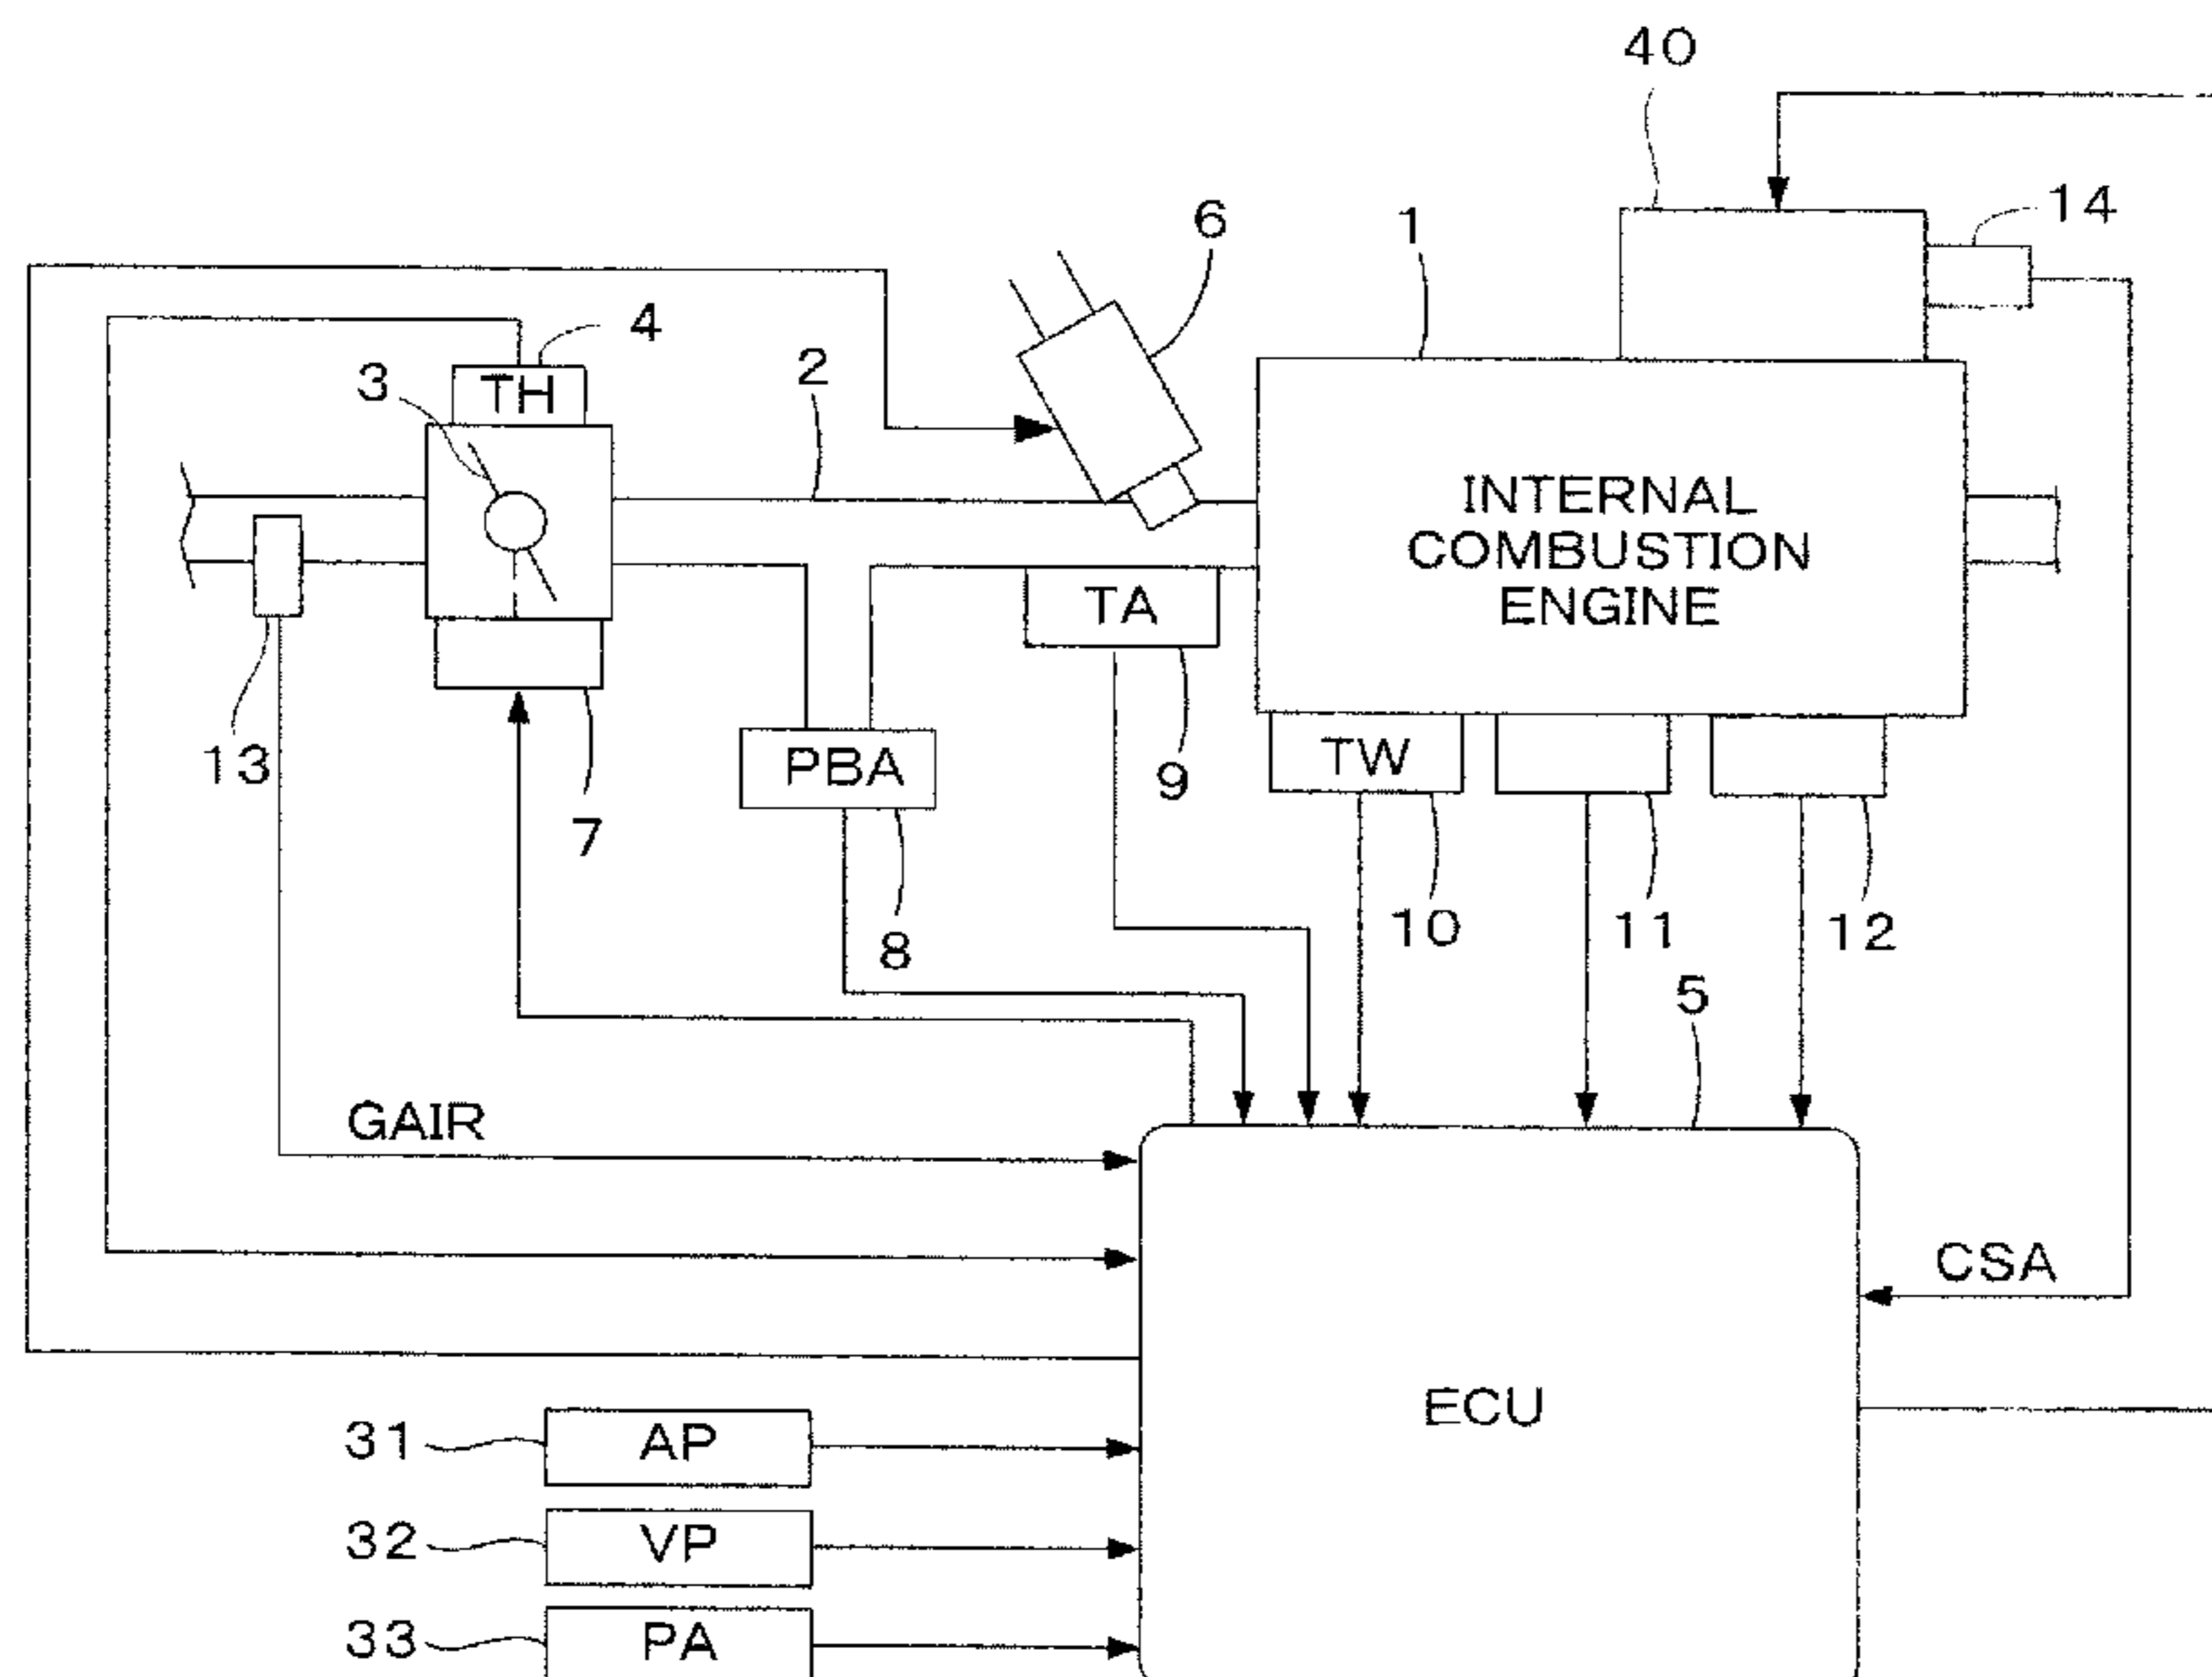 40
14
6
1
4
2
3
TH
INTERNAL
COMBUSTION
ENGINE
TA
13
PBA
9
TW
7
8
10
11
12
5
GAIR
CSA
ECU
31
AP
32
VP
33
PA